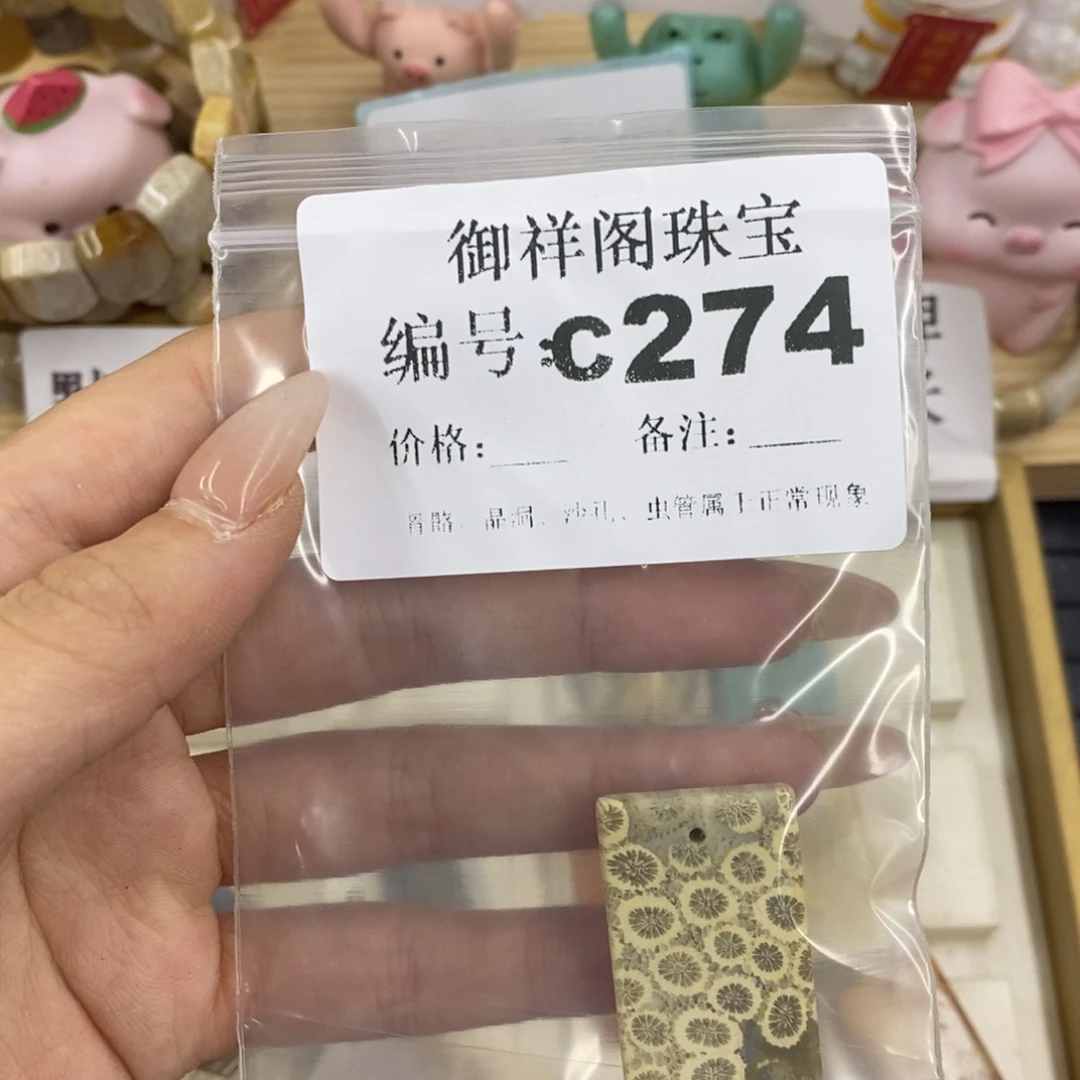 御祥阁珠宝
编号:c274
价格:____ 备注:____
晶洞、沙孔、虫管属于正常现象